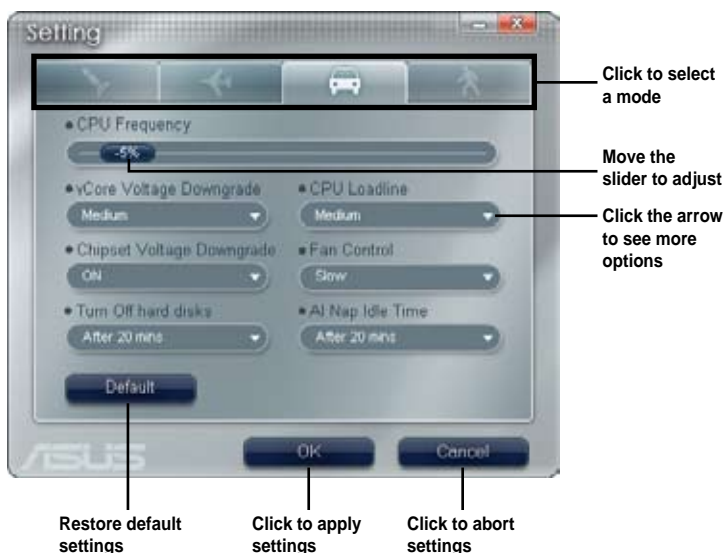 Setting
Click to select
a mode
CPU Frequency
-5%
Move the
slider to adjust
vCore Voltage Downgrade
CPU Loadline
Medium
Medium
Click the arrow
to see more
options
Chipset Voltage Downgrade
Fan Control
ON
Slow
Turn Off hard disks
AI Nap Idle Time
After 20 mins
After 20 mins
Default
ASUS
OK
Cancel
Restore default
settings
Click to apply
settings
Click to abort
settings